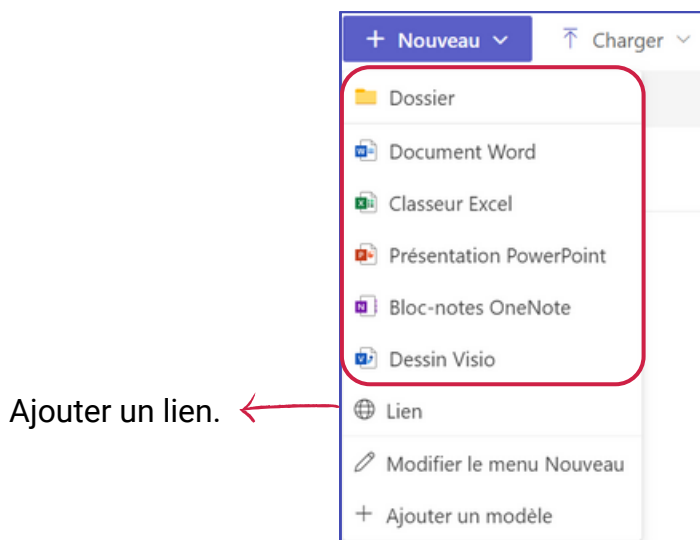 Nouveau
Charger
Dossier
Document Word
Classeur Excel
Présentation PowerPoint
Bloc-notes OneNote
Dessin Visio
Ajouter un lien.
Lien
Modifier le menu Nouveau
Ajouter un modèle